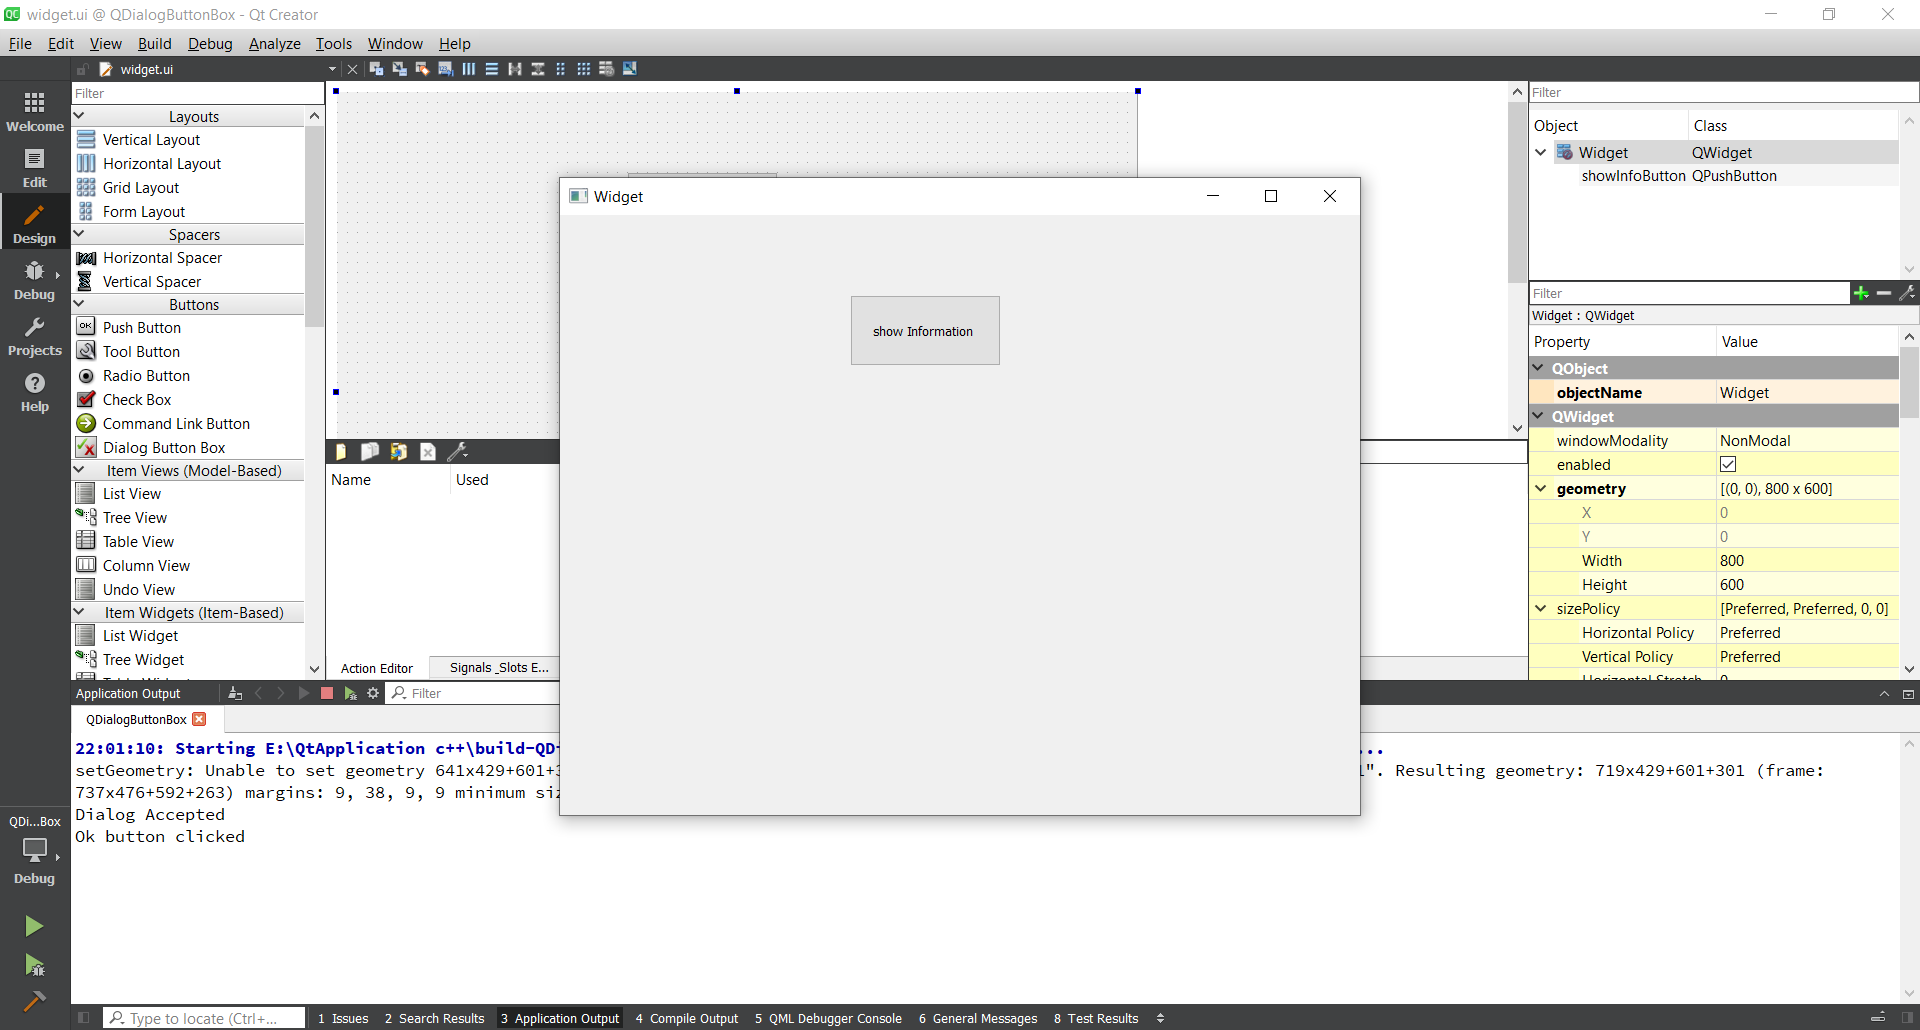 widget.ui @ QDialogButtonBox - Qt Creator
File Edit View Build Debug Analyze Tools Window Help
widget.ui
Welcome
Edit
Design
Debug
Projects
Help
QDi...Box
Debug
Filter
Layouts
Vertical Layout
Horizontal Layout
Grid Layout
Form Layout
Spacers
Horizontal Spacer
Vertical Spacer
Buttons
OK Push Button
Tool Button
Radio Button
Check Box
Command Link Button
Dialog Button Box
Item Views (Model-Based)
List View
Tree View
Table View
Column View
Undo View
Item Widgets (Item-Based)
List Widget
Tree Widget
Widget
show Information
Name Used
Action Editor Signals _Slots E...
Filter
Object Class
Widget QWidget
showInfoButton QPushButton
Filter
Widget : QWidget
Property Value
QObject
objectName Widget
QWidget
windowModality NonModal
enabled
geometry [(0, 0), 800 x 600]
X 0
Y 0
Width 800
Height 600
sizePolicy [Preferred, Preferred, 0, 0]
Horizontal Policy Preferred
Vertical Policy Preferred
Application Output Filter
QDialogButtonBox
22:01:10: Starting E:\QtApplication c++\build-QD ...
setGeometry: Unable to set geometry 641x429+601+ ". Resulting geometry: 719x429+601+301 (frame:
737x476+592+263) margins: 9, 38, 9, 9 minimum
Dialog Accepted
Ok button clicked
Type to locate (Ctrl+... 1 Issues 2 Search Results 3 Application Output 4 Compile Output 5 QML Debugger Console 6 General Messages 8 Test Results